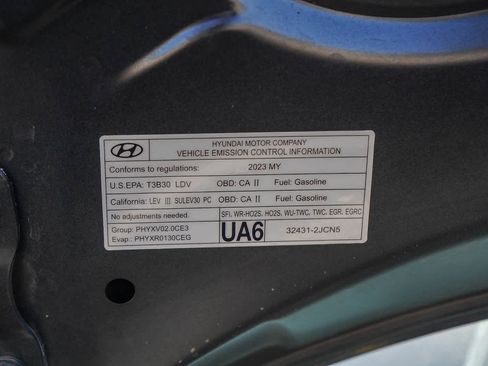 HYUNDAI MOTOR COMPANY
VEHICLE EMISSION CONTROL INFORMATION
Conforms to regulations: 2023 MY
U.S.EPA: T3B30 LDV OBD: CA II Fuel: Gasoline
California: LEV III SULEV30 PC OBD: CA II Fuel: Gasoline
No adjustments needed. SFI, WR-HO2S, HO2S, WU-TWC, TWC, EGR, EGRC
Group: PHYXV02.0CE3
Evap: PHYXR0130CEG
UA6
32431-2JCN5